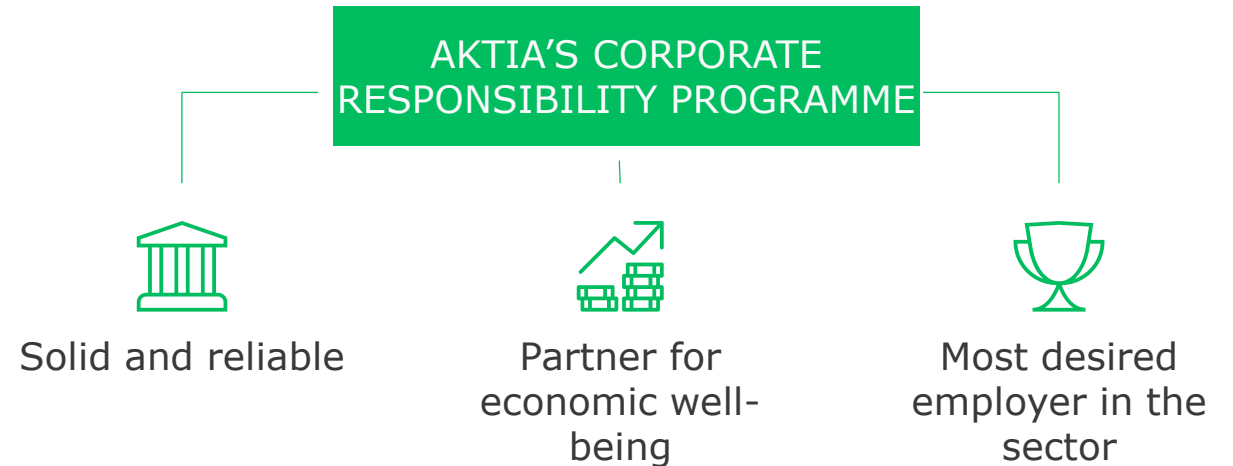 AKTIA’S CORPORATE
RESPONSIBILITY PROGRAMME
Solid and reliable
Partner for
economic well-
being
Most desired
employer in the
sector